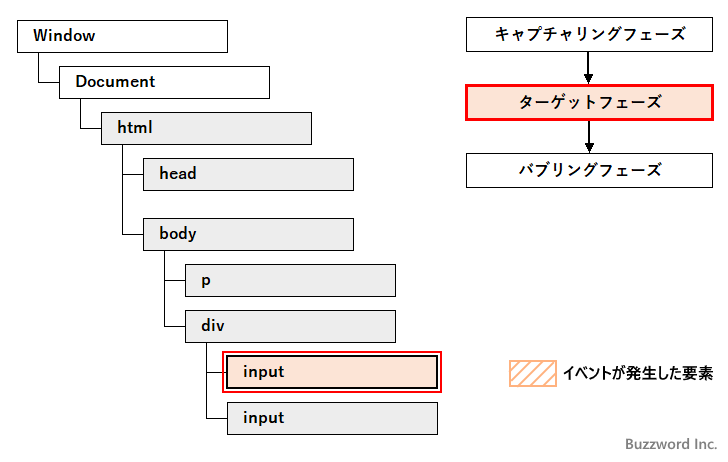 Window
Document
html
head
body
p
div
input
input
キャプチャリングフェーズ
ターゲットフェーズ
バブリングフェーズ
イベントが発生した要素
Buzzword Inc.